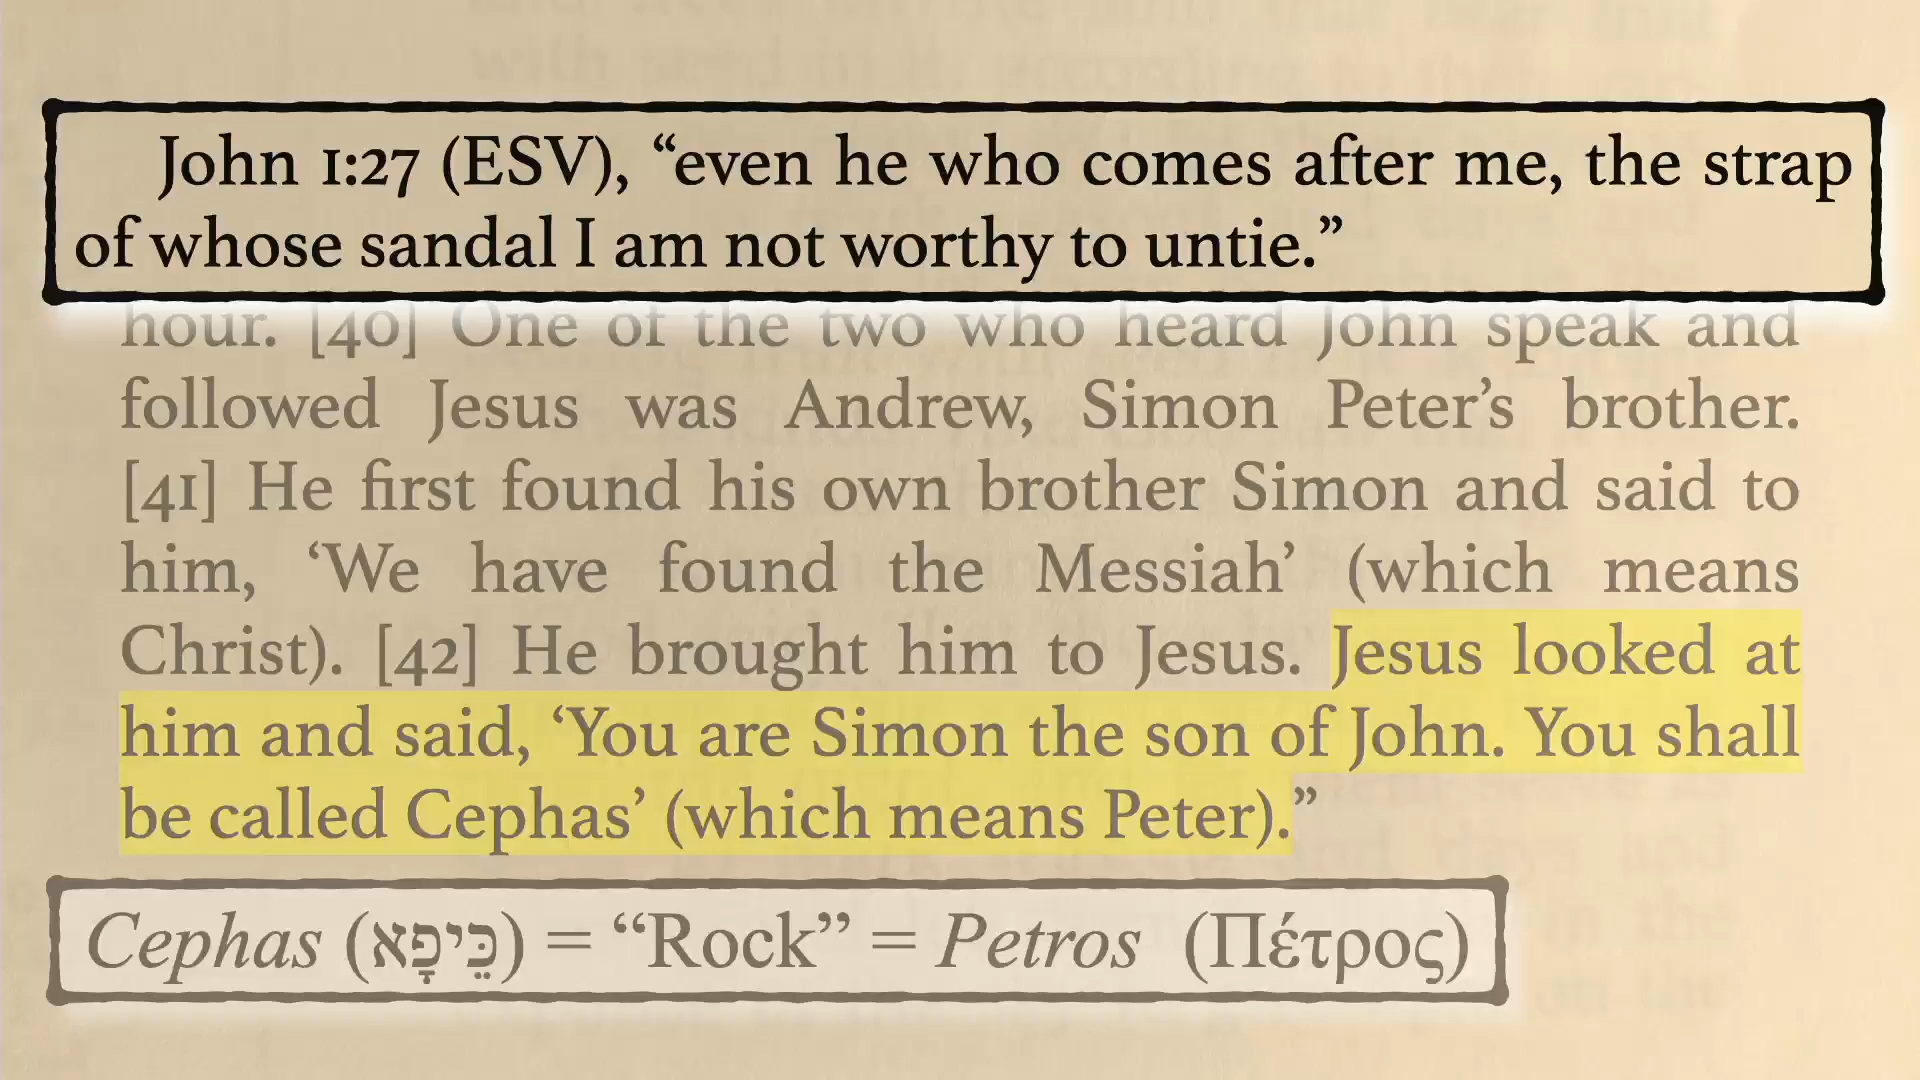 John 1:27 (ESV), “even he who comes after me, the strap
of whose sandal I am not worthy to untie.”
hour. [40] One of the two who heard John speak and
followed Jesus was Andrew, Simon Peter’s brother.
[41] He first found his own brother Simon and said to
him, ‘We have found the Messiah’ (which means
Christ). [42] He brought him to Jesus. Jesus looked at
him and said, ‘You are Simon the son of John. You shall
be called Cephas’ (which means Peter).”
Cephas (כֵּיפָא) = “Rock” = Petros (Πέτρος)